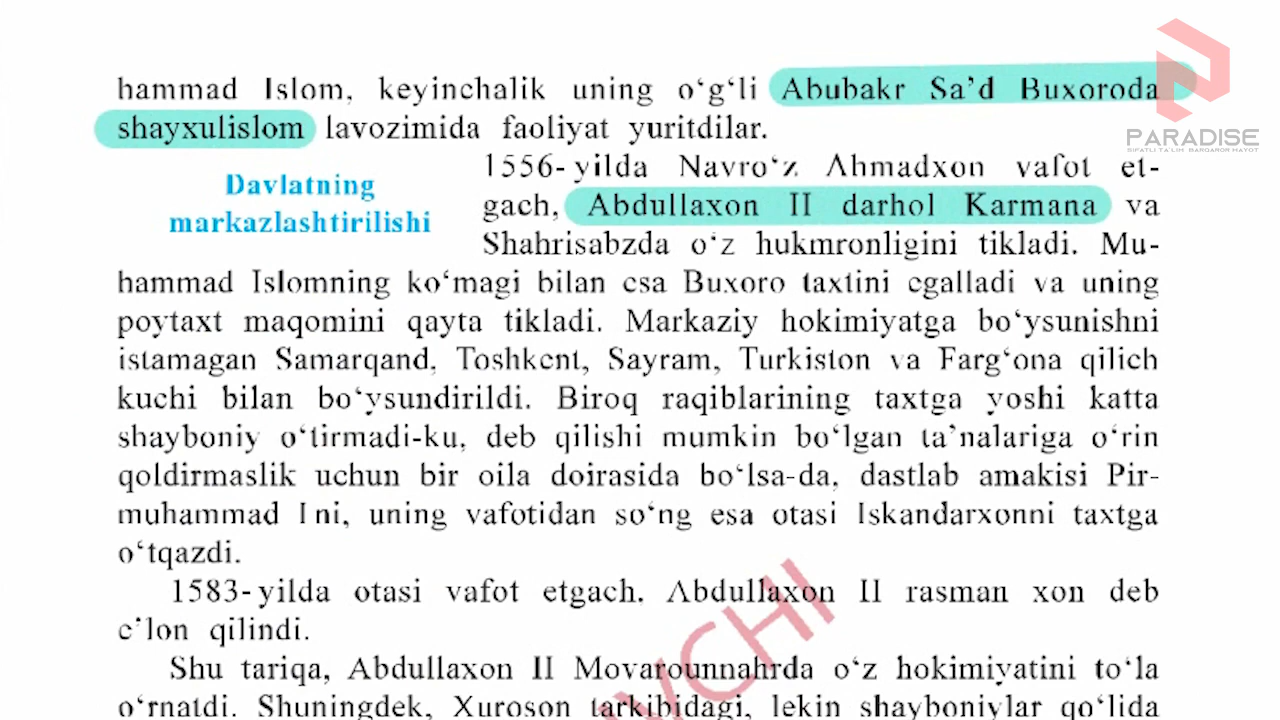 PARADISE
SIFATLI TA'LIM BARQAROR HAYOT
hammad Islom, keyinchalik uning o‘g‘li Abubakr Sa’d Buxoroda
shayxulislom lavozimida faoliyat yuritdilar.
Davlatning
markazlashtirilishi
1556-yilda Navro‘z Ahmadxon vafot et-
gach, Abdullaxon II darhol Karmana va
Shahrisabzda o‘z hukmronligini tikladi. Mu-
hammad Islomning ko‘magi bilan esa Buxoro taxtini egalladi va uning
poytaxt maqomini qayta tikladi. Markaziy hokimiyatga bo‘ysunishni
istamagan Samarqand, Toshkent, Sayram, Turkiston va Farg‘ona qilich
kuchi bilan bo‘ysundirildi. Biroq raqiblarining taxtga yoshi katta
shayboniy o‘tirmadi-ku, deb qilishi mumkin bo‘lgan ta’nalariga o‘rin
qoldirmaslik uchun bir oila doirasida bo‘lsa-da, dastlab amakisi Pir-
muhammad I ni, uning vafotidan so‘ng esa otasi Iskandarxonni taxtga
o‘tqazdi.
1583-yilda otasi vafot etgach, Abdullaxon II rasman xon deb
e’lon qilindi.
Shu tariqa, Abdullaxon II Movarounnahrda o‘z hokimiyatini to‘la
o‘rnatdi. Shuningdek, Xuroson tarkibidagi, lekin shayboniylar qo‘lida